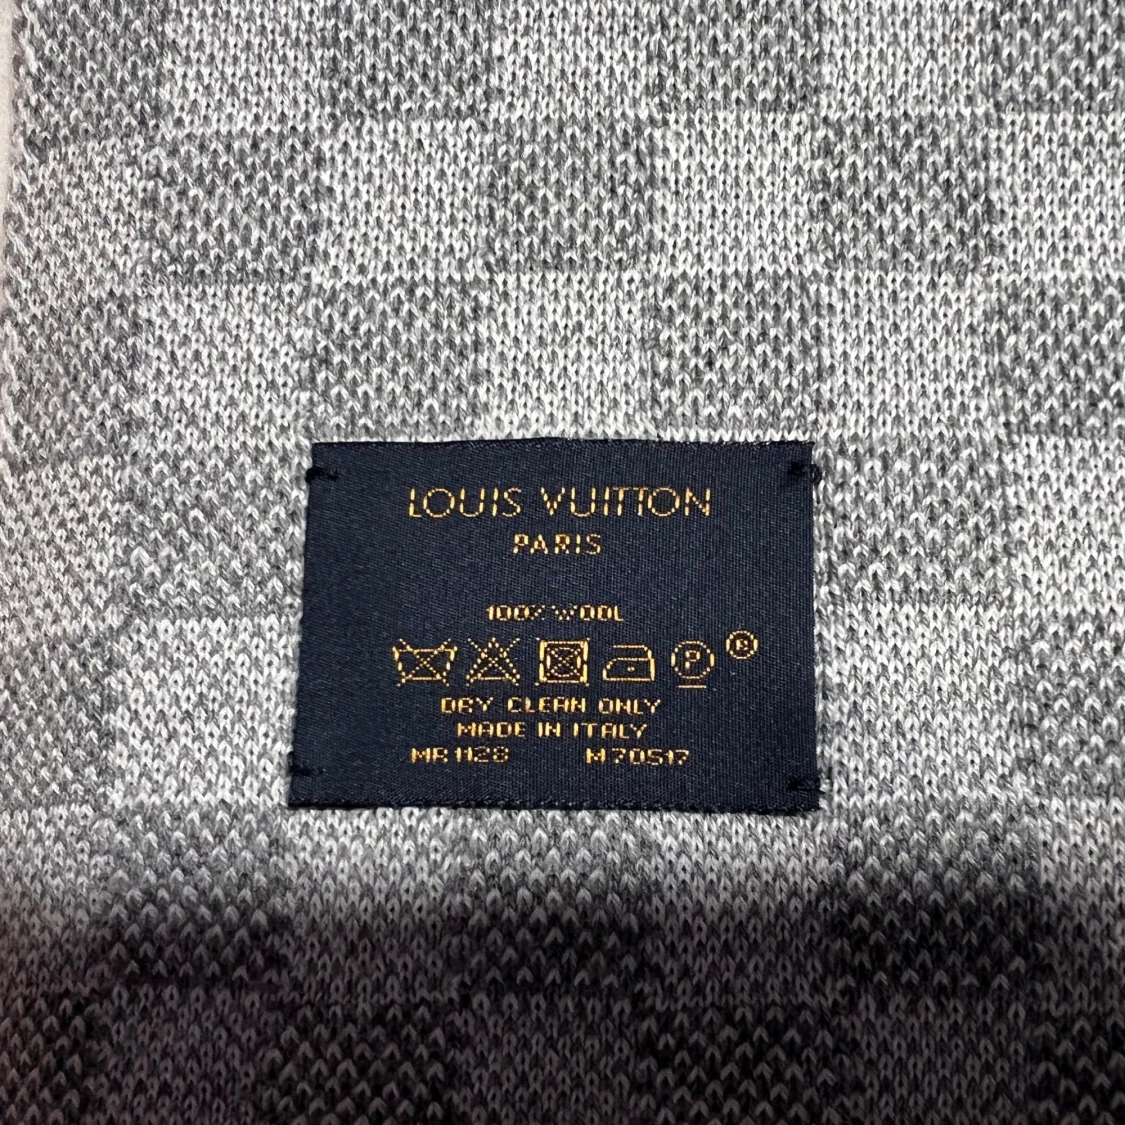 LOUIS VUITTON
PARIS
100% WOOL
P ®
DRY CLEAN ONLY
MADE IN ITALY
MR1128 M70517